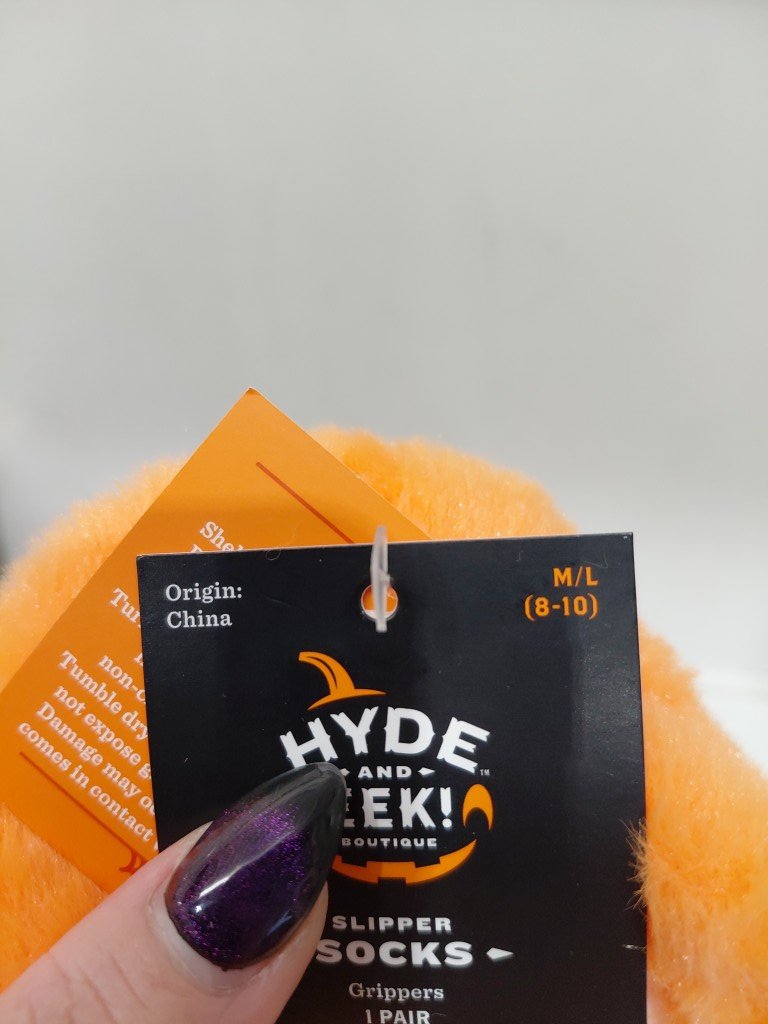 Origin:
China
M/L
(8-10)
HYDE
AND
EEK!
™
BOUTIQUE
SLIPPER
SOCKS
Grippers
1 PAIR
Tumble dry
not expose
Damage may
comes in contact